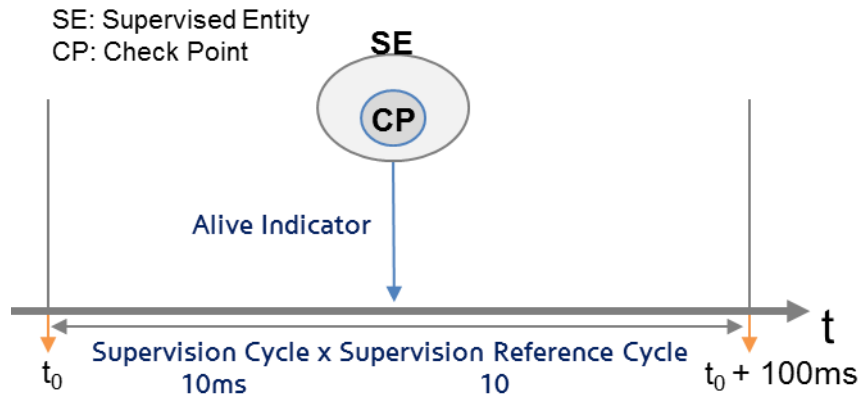 SE: Supervised Entity
CP: Check Point
SE
CP
Alive Indicator
t
Supervision Cycle x Supervision Reference Cycle
t₀ 10ms 10 t₀ + 100ms